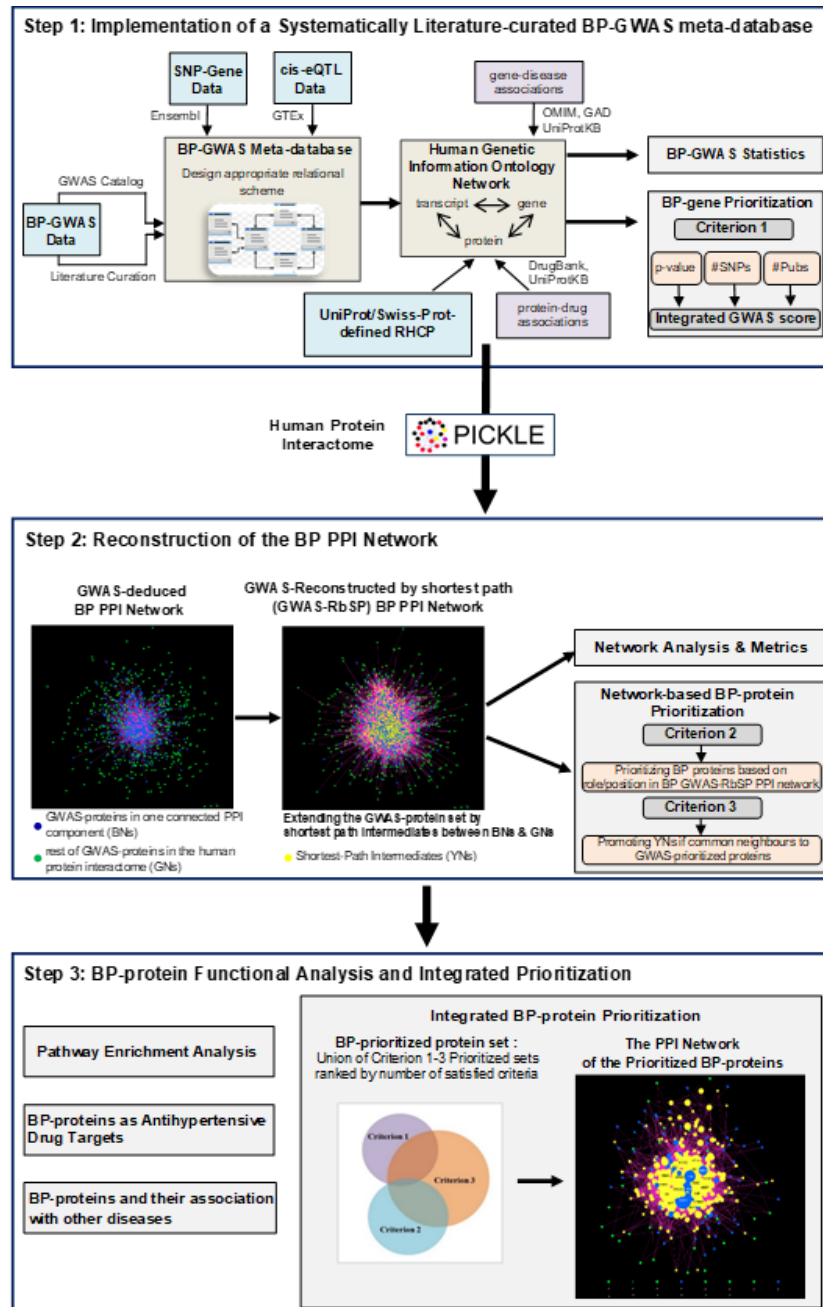 Step 1: Implementation of a Systematically Literature-curated BP-GWAS meta-database
SNP-Gene
Data
cis-eQTL
Data
gene-disease
associations
Ensembl
GTEx
OMIM, GAD
UniProtKB
BP-GWAS Meta-database
Design appropriate relational
scheme
Human Genetic
Information Ontology
Network
transcript
gene
protein
BP-GWAS Statistics
GWAS Catalog
BP-GWAS
Data
Literature Curation
BP-gene Prioritization
Criterion 1
p-value
#SNPs
#Pubs
Integrated GWAS score
DrugBank,
UniProtKB
UniProt/Swiss-Prot-
defined RHCP
protein-drug
associations
Human Protein
Interactome
PICKLE
Step 2: Reconstruction of the BP PPI Network
GWAS-deduced
BP PPI Network
GWAS-Reconstructed by shortest path
(GWAS-RbSP) BP PPI Network
Network Analysis & Metrics
Network-based BP-protein
Prioritization
Criterion 2
Prioritizing BP proteins based on
role/position in BP GWAS-RbSP PPI network
Criterion 3
Promoting YNs if common neighbours to
GWAS-prioritized proteins
GWAS-proteins in one connected PPI
component (BNs)
rest of GWAS-proteins in the human
protein interactome (GNs)
Extending the GWAS-protein set by
shortest path Intermediates between BNs & GNs
Shortest-Path Intermediates (YNs)
Step 3: BP-protein Functional Analysis and Integrated Prioritization
Pathway Enrichment Analysis
BP-proteins as Antihypertensive
Drug Targets
BP-proteins and their association
with other diseases
Integrated BP-protein Prioritization
BP-prioritized protein set :
Union of Criterion 1-3 Prioritized sets
ranked by number of satisfied criteria
The PPI Network
of the Prioritized BP-proteins
Criterion 1
Criterion 3
Criterion 2